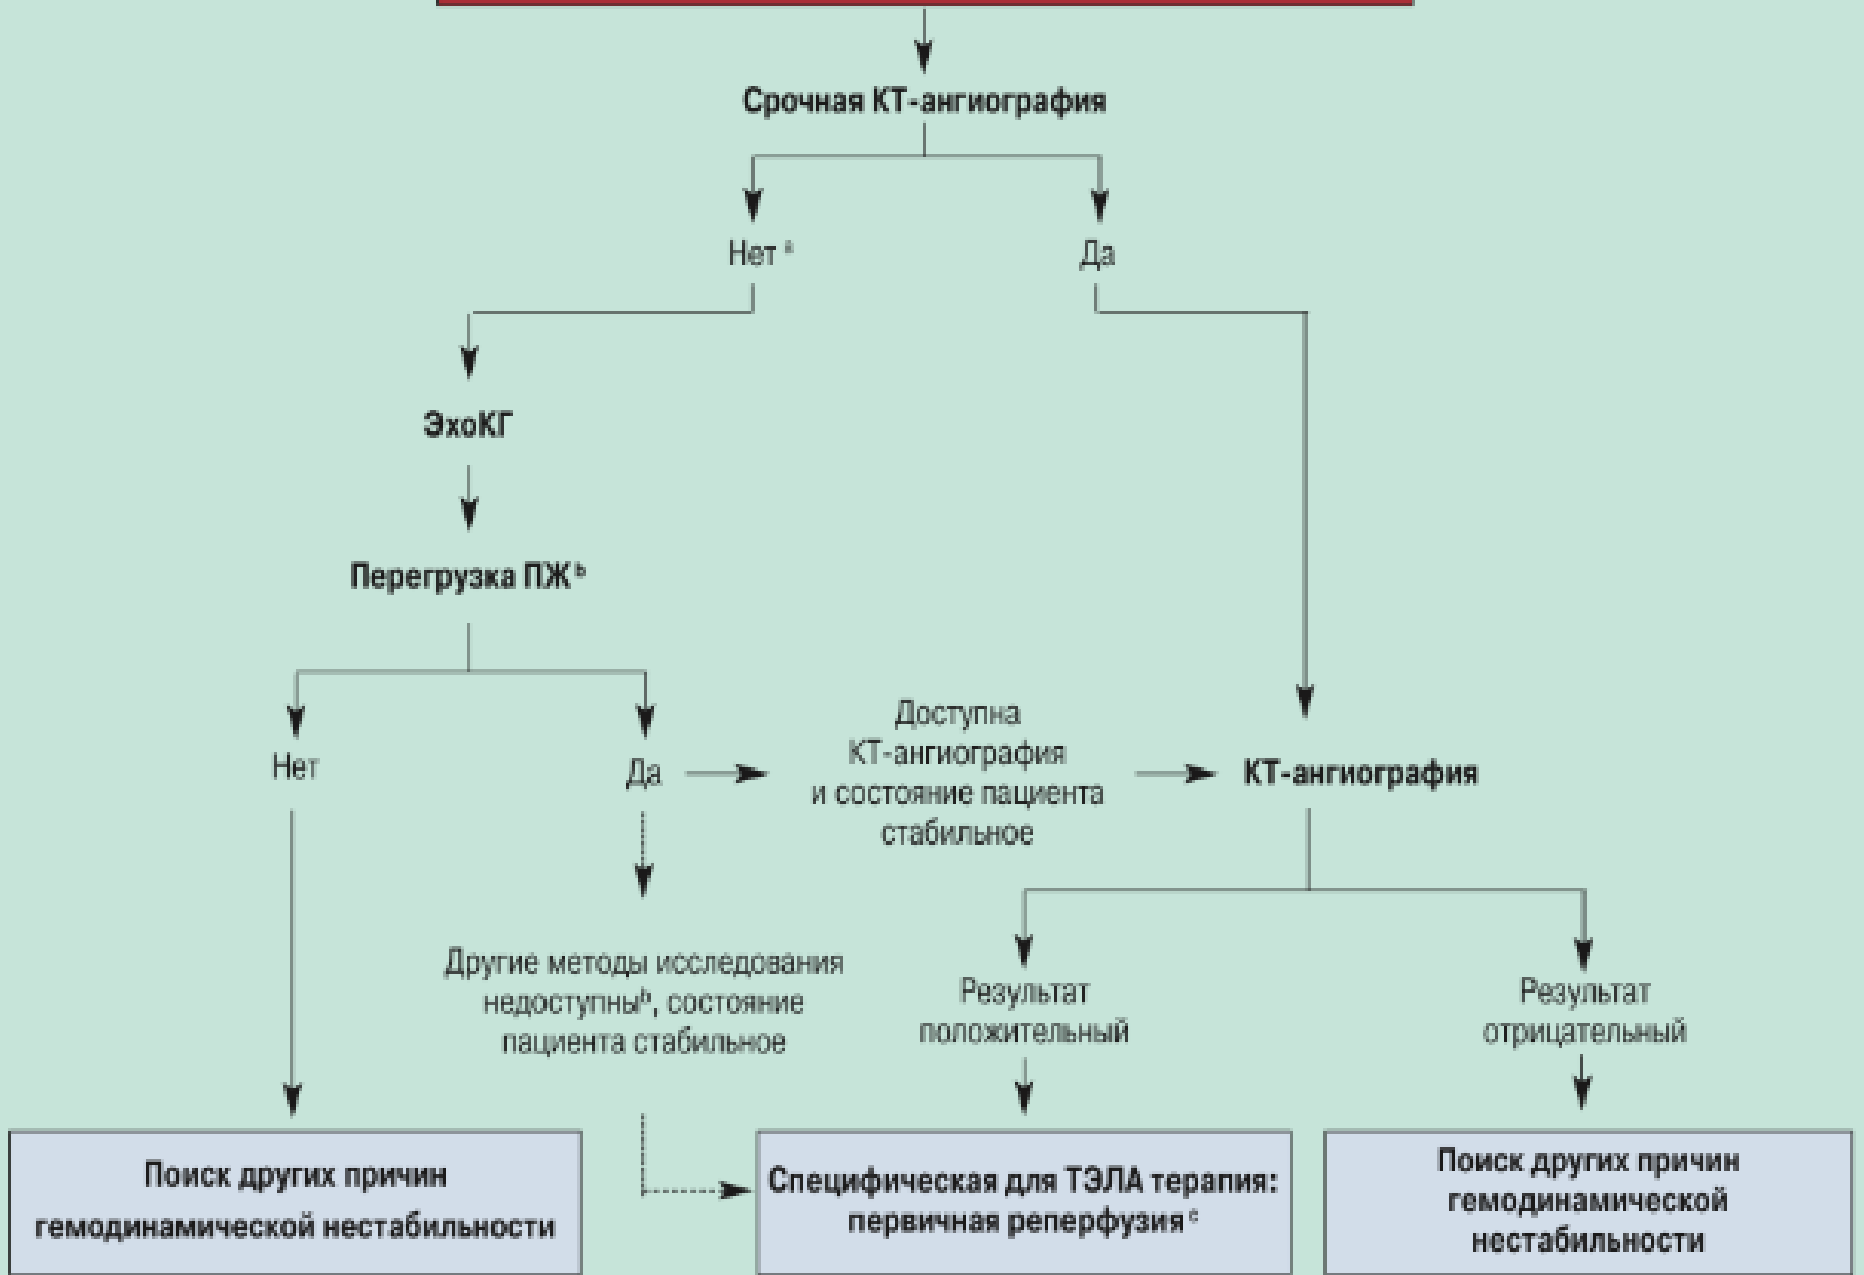 Срочная КТ-ангиография
Нет ª
Да
ЭхоКГ
Перегрузка ПЖ ᵇ
Нет
Да
Доступна
КТ-ангиография
и состояние пациента
стабильное
КТ-ангиография
Другие методы исследования
недоступныᵇ, состояние
пациента стабильное
Результат
положительный
Результат
отрицательный
Поиск других причин
гемодинамической нестабильности
Специфическая для ТЭЛА терапия:
первичная реперфузия ᶜ
Поиск других причин
гемодинамической
нестабильности